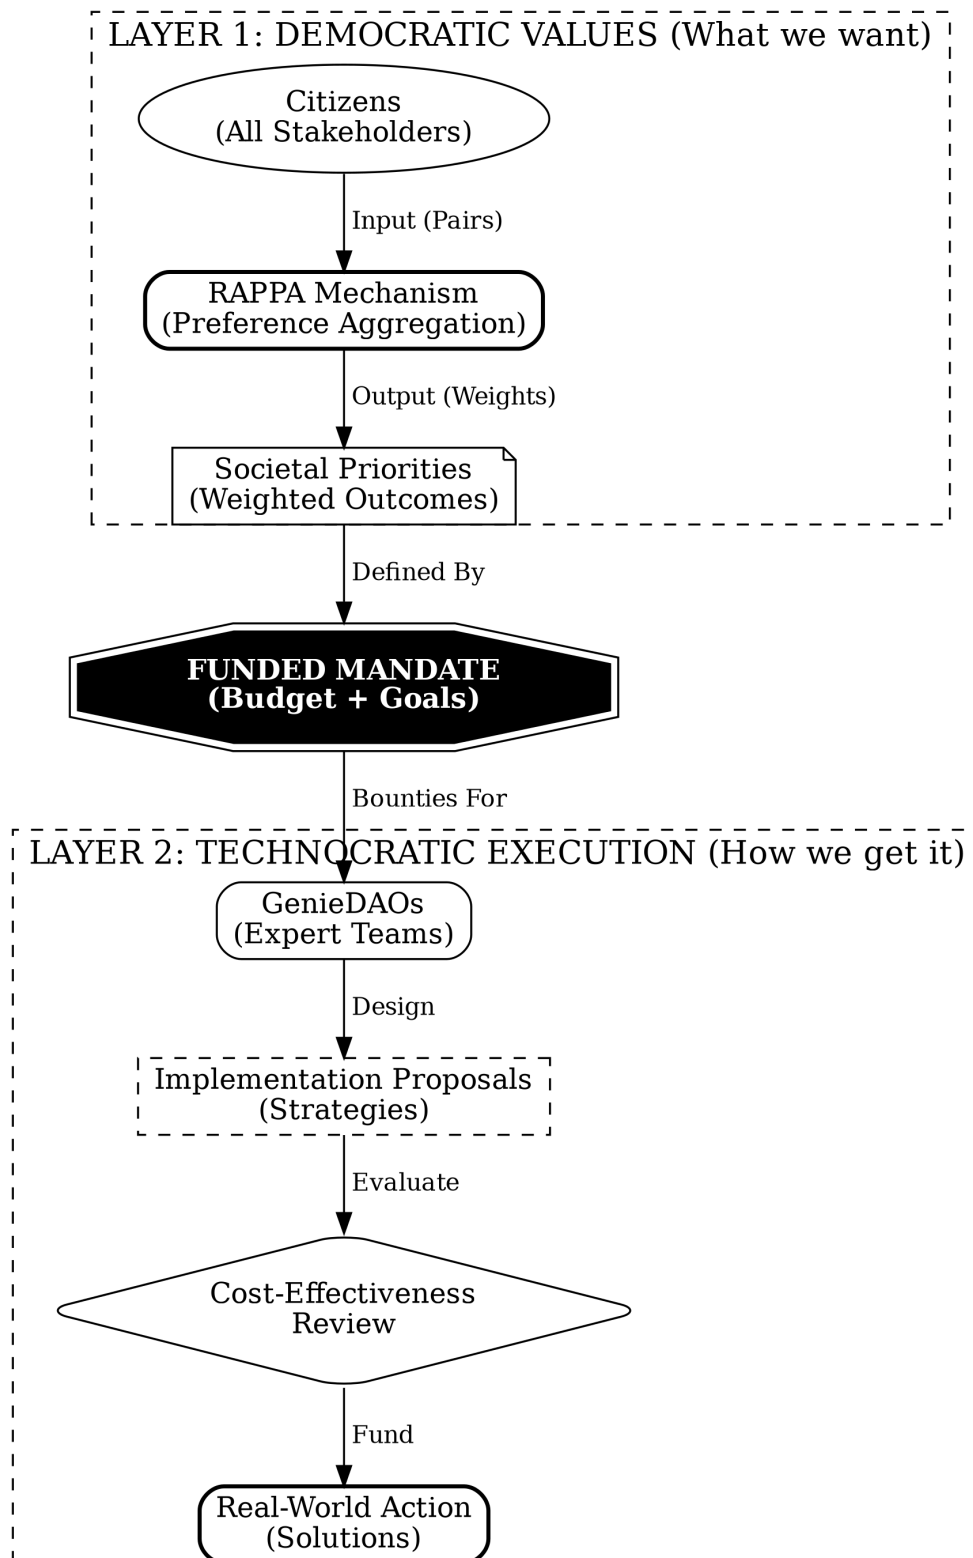 LAYER 1: DEMOCRATIC VALUES (What we want)
Citizens
(All Stakeholders)
Input (Pairs)
RAPPA Mechanism
(Preference Aggregation)
Output (Weights)
Societal Priorities
(Weighted Outcomes)
Defined By
FUNDED MANDATE
(Budget + Goals)
Bounties For
LAYER 2: TECHNOCRATIC EXECUTION (How we get it)
GenieDAOs
(Expert Teams)
Design
Implementation Proposals
(Strategies)
Evaluate
Cost-Effectiveness
Review
Fund
Real-World Action
(Solutions)